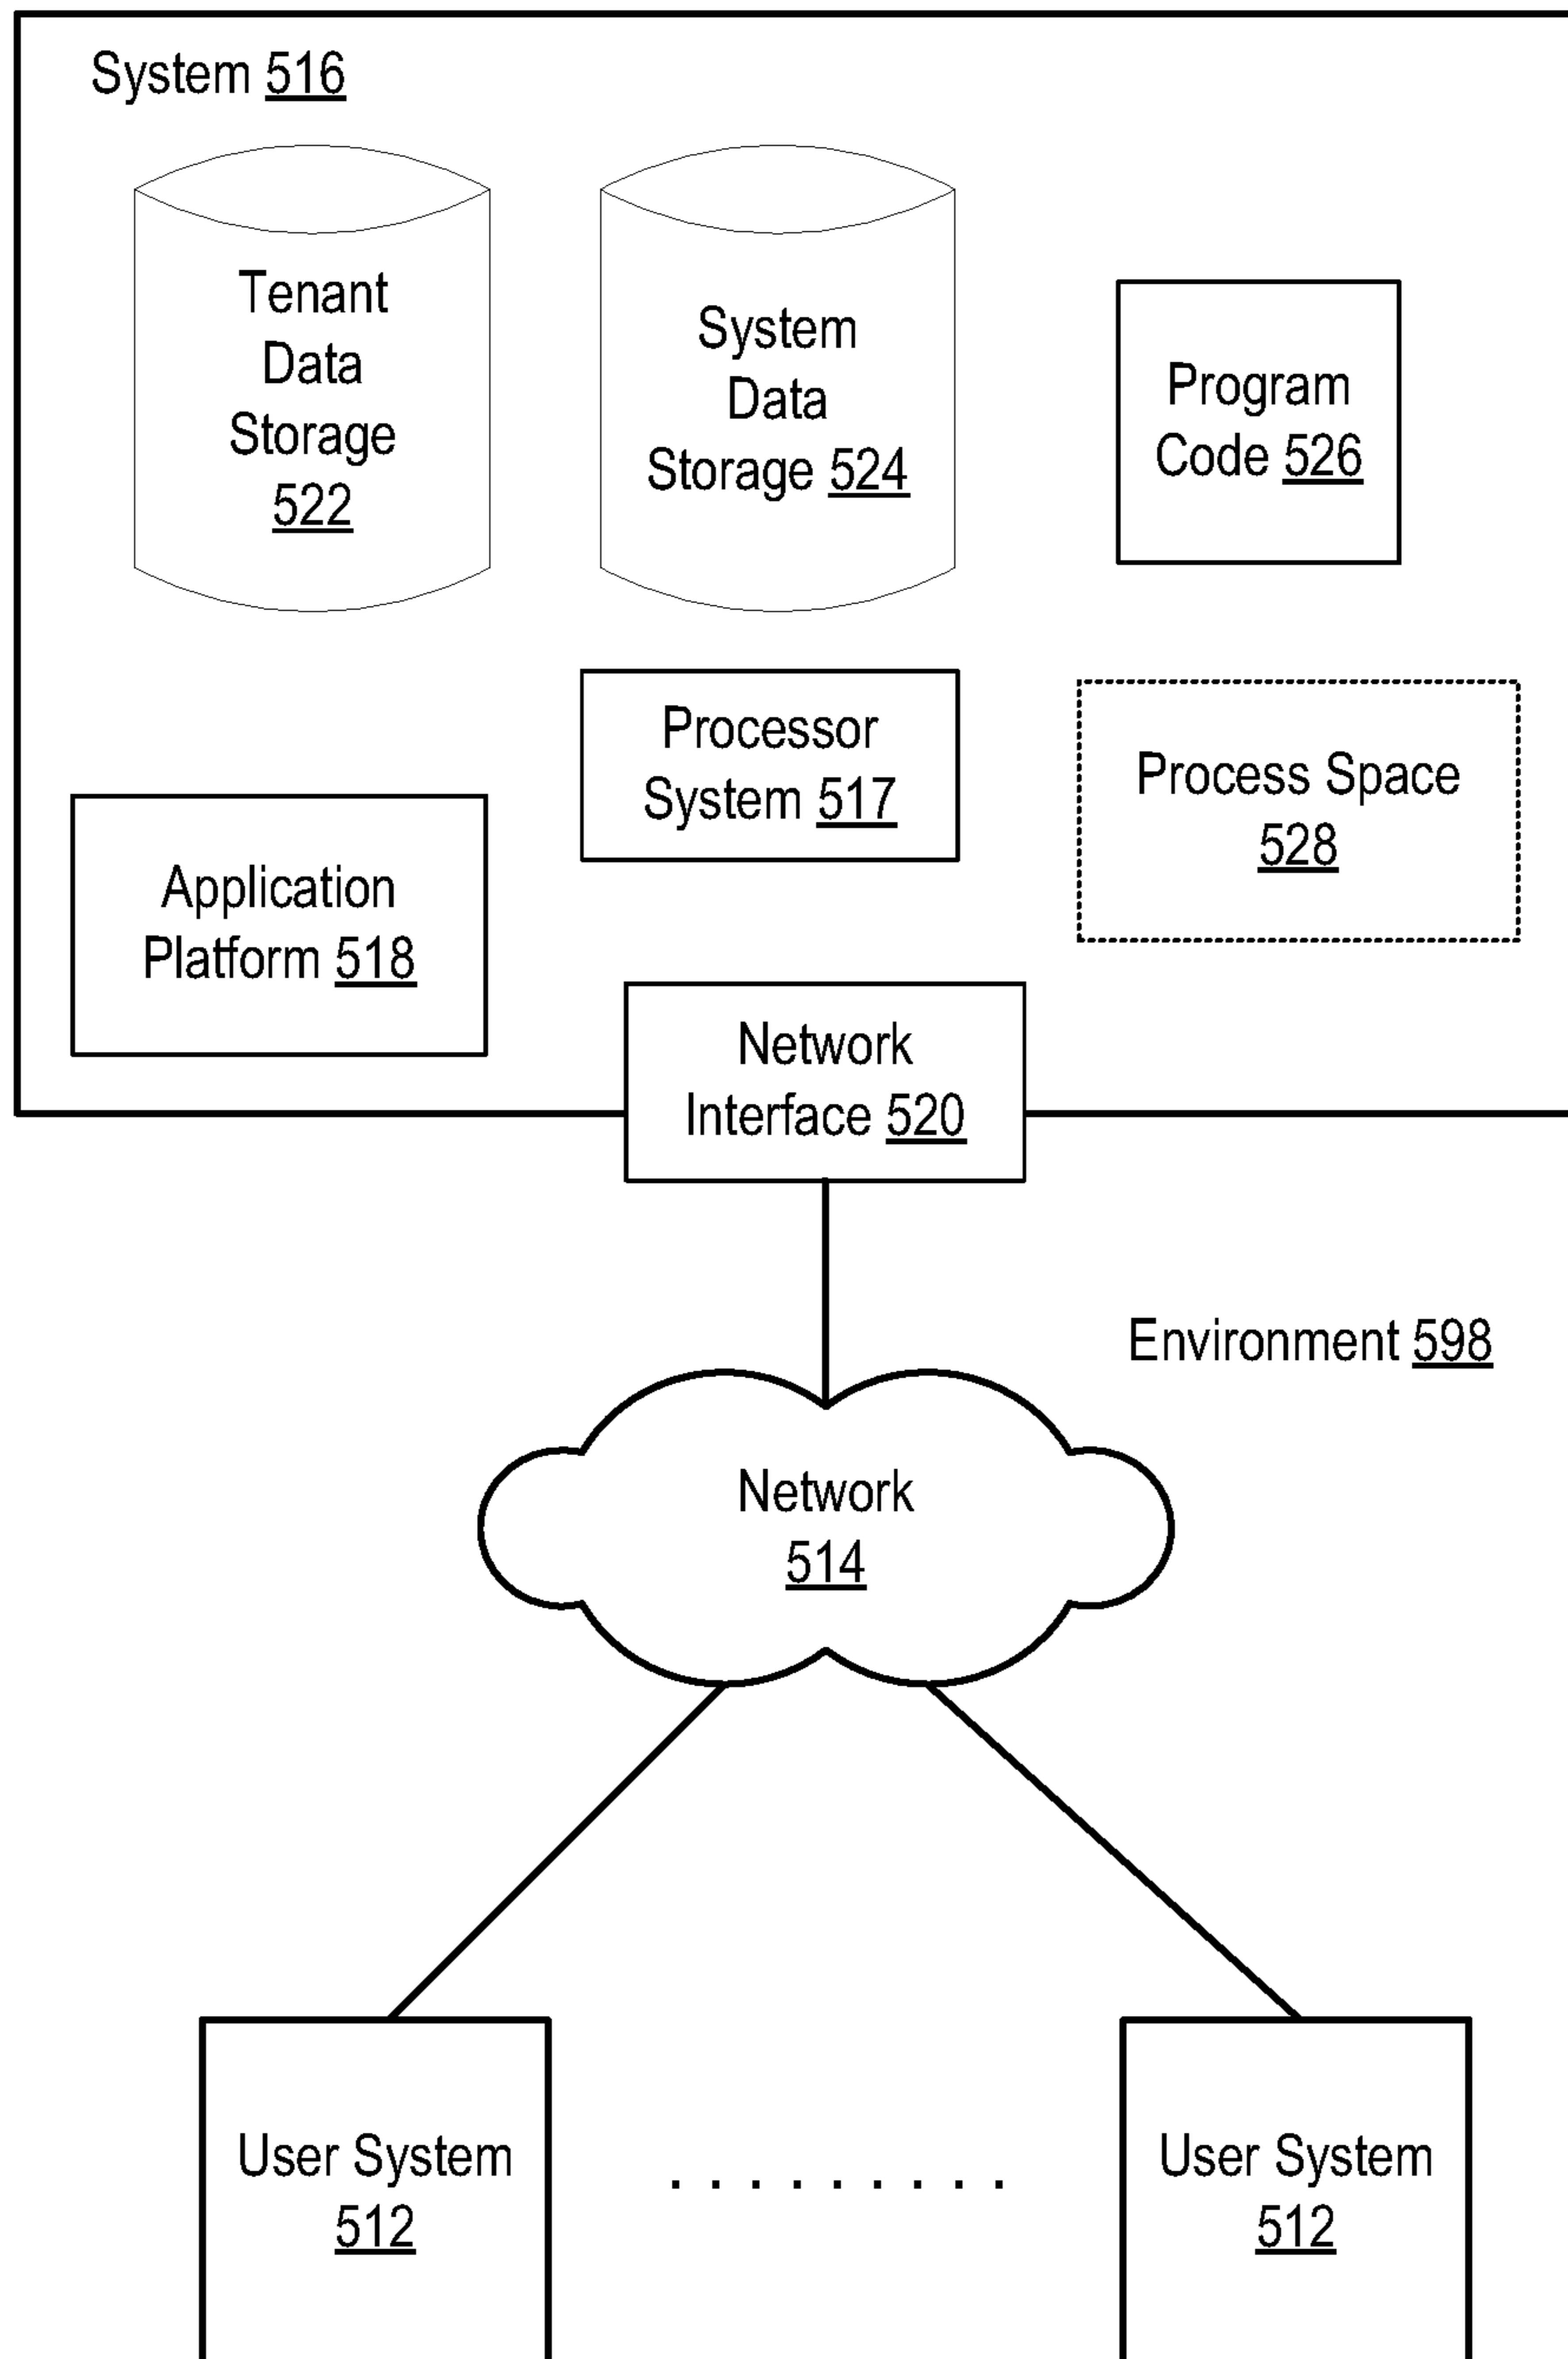 System 516
Tenant
Data
Storage
522
System
Data
Storage 524
Program
Code 526
Processor
System 517
Process Space
528
Application
Platform 518
Network
Interface 520
Environment 598
Network
514
User System
512
. . . . . . . . .
User System
512